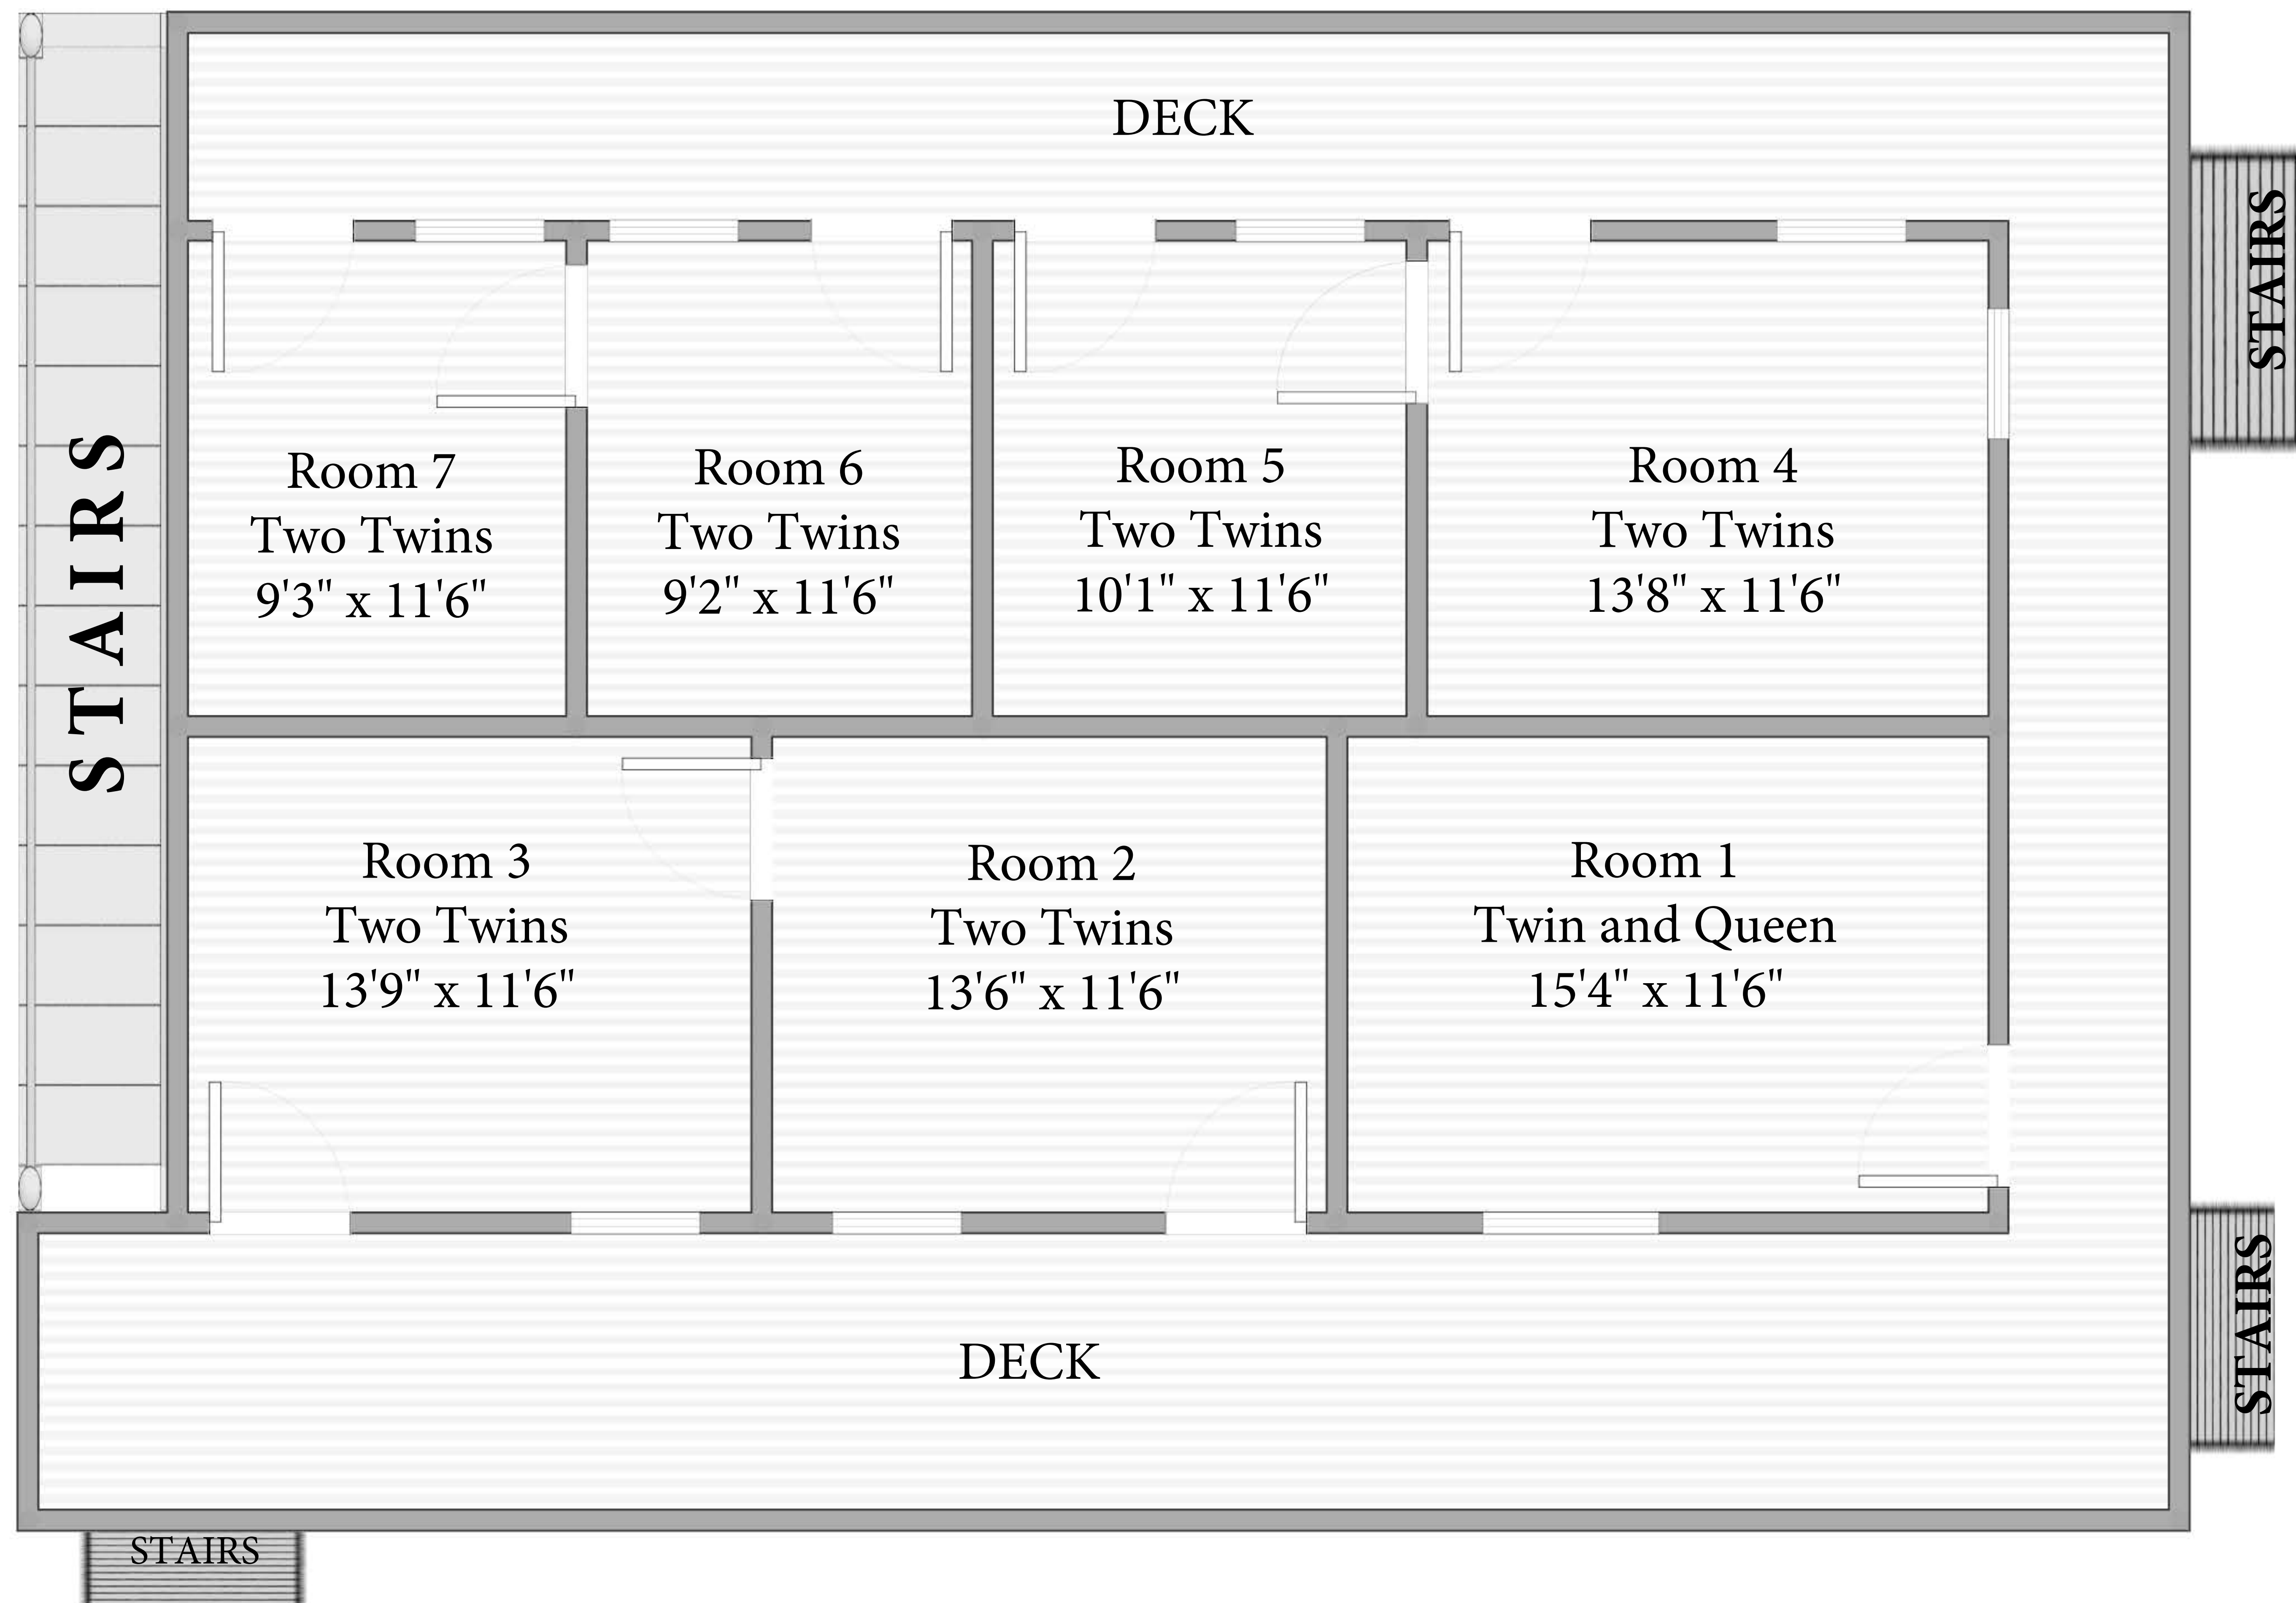 DECK
STAIRS
STAIRS
Room 7
Two Twins
9'3" x 11'6"
Room 6
Two Twins
9'2" x 11'6"
Room 5
Two Twins
10'1" x 11'6"
Room 4
Two Twins
13'8" x 11'6"
Room 3
Two Twins
13'9" x 11'6"
Room 2
Two Twins
13'6" x 11'6"
Room 1
Twin and Queen
15'4" x 11'6"
STAIRS
DECK
STAIRS